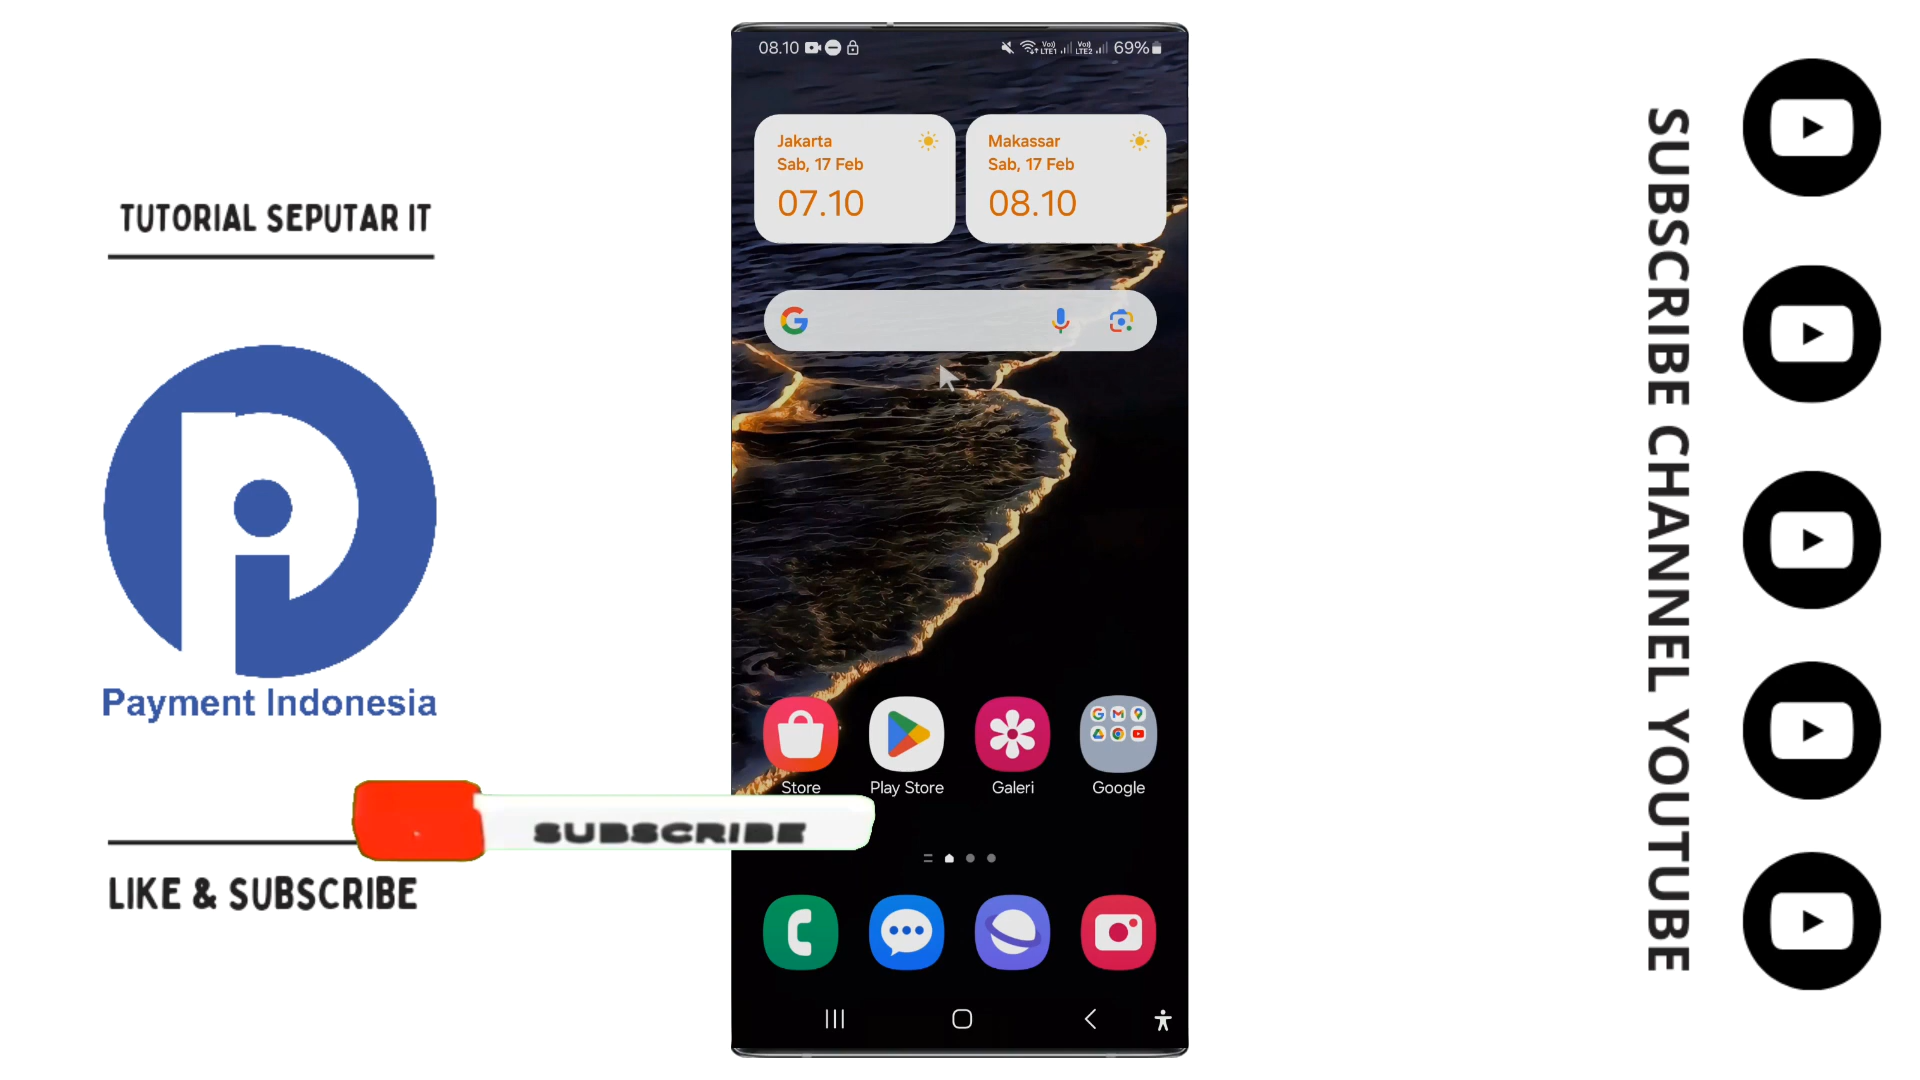 TUTORIAL SEPUTAR IT
Payment Indonesia
LIKE & SUBSCRIBE
SUBSCRIBE
08.10
69%
Jakarta
Sab, 17 Feb
07.10
Makassar
Sab, 17 Feb
08.10
Store
Play Store
Galeri
Google
SUBSCRIBE CHANNEL YOUTUBE